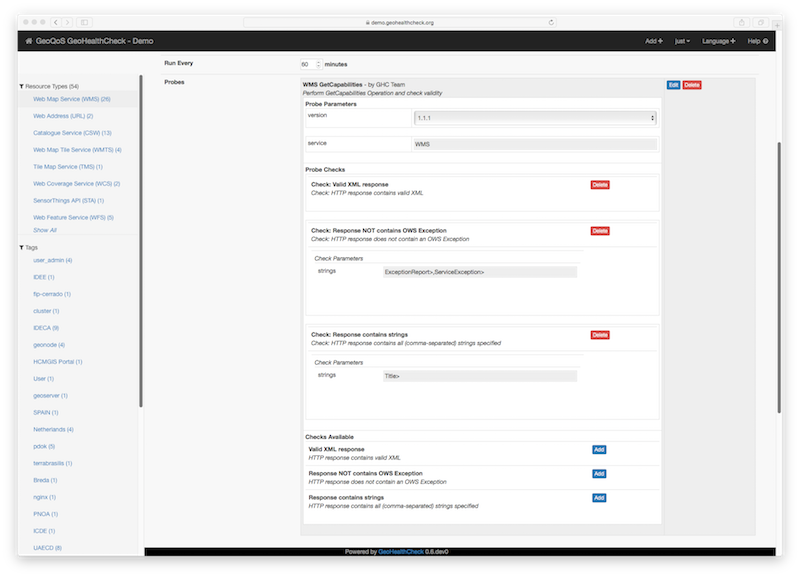 demo.geohealthcheck.org
GeoQoS GeoHealthCheck - Demo
Add
just
Language
Help
Run Every
60
minutes
Resource Types (54)
Web Map Service (WMS) (26)
Web Address (URL) (2)
Catalogue Service (CSW) (13)
Web Map Tile Service (WMTS) (4)
Tile Map Service (TMS) (1)
Web Coverage Service (WCS) (2)
SensorThings API (STA) (1)
Web Feature Service (WFS) (5)
Show All
Tags
user_admin (4)
IDEE (1)
fip-cerrado (1)
cluster (1)
IDECA (9)
geonode (4)
HCMGIS Portal (1)
User (1)
geoserver (1)
SPAIN (1)
Netherlands (4)
pdok (5)
terrabrasilis (1)
Breda (1)
nginx (1)
PNOA (1)
ICDE (1)
UAECD (8)
Probes
WMS GetCapabilities - by GHC Team
Perform GetCapabilities Operation and check validity
Edit
Delete
Probe Parameters
version
1.1.1
service
WMS
Probe Checks
Check: Valid XML response
Check: HTTP response contains valid XML
Delete
Check: Response NOT contains OWS Exception
Check: HTTP response does not contain an OWS Exception
Delete
Check Parameters
strings
ExceptionReport>,ServiceException>
Check: Response contains strings
Check: HTTP response contains all (comma-separated) strings specified
Delete
Check Parameters
strings
Title>
Checks Available
Valid XML response
HTTP response contains valid XML
Add
Response NOT contains OWS Exception
HTTP response does not contain an OWS Exception
Add
Response contains strings
HTTP response contains all (comma-separated) strings specified
Add
Powered by GeoHealthCheck 0.6.dev0